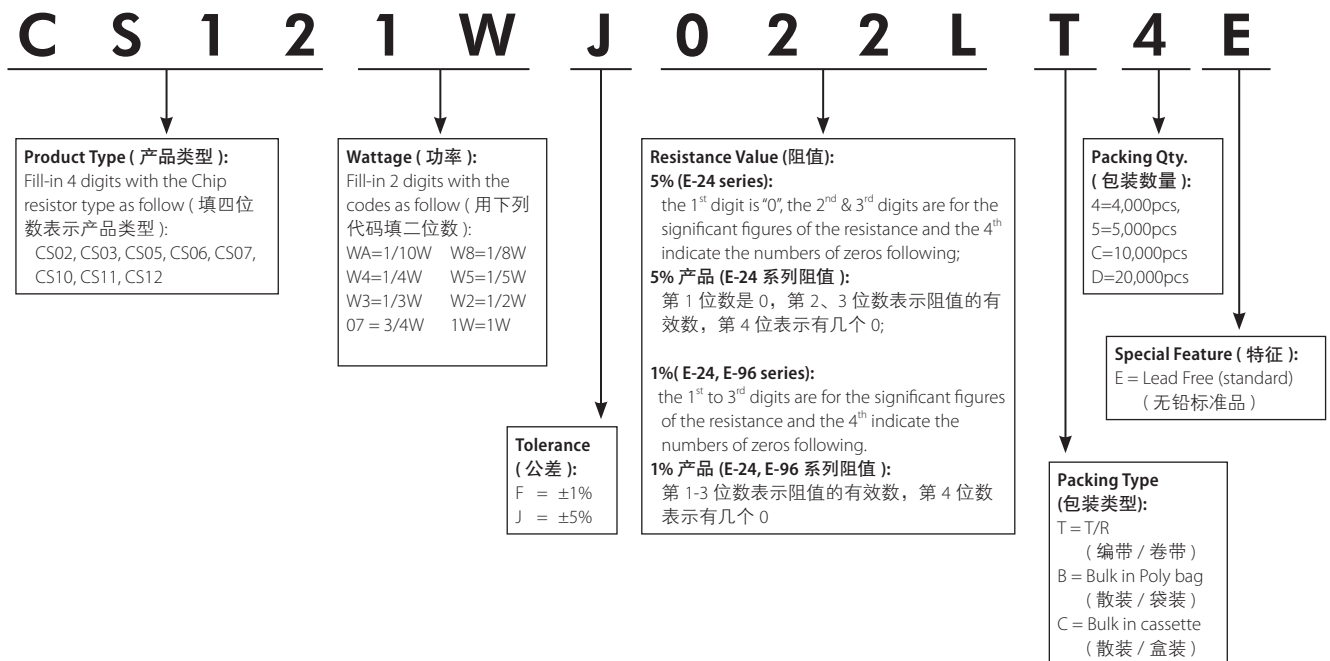 C S 1 2 1 W J 0 2 2 L T 4 E
Product Type ( 产品类型 ):
Fill-in 4 digits with the Chip
resistor type as follow ( 填四位
数表示产品类型 ):
CS02, CS03, CS05, CS06, CS07,
CS10, CS11, CS12
Wattage ( 功率 ):
Fill-in 2 digits with the
codes as follow ( 用下列
代码填二位数 ):
WA=1/10W W8=1/8W
W4=1/4W W5=1/5W
W3=1/3W W2=1/2W
07 = 3/4W 1W=1W
Tolerance
( 公差 ):
F = ±1%
J = ±5%
Resistance Value (阻值):
5% (E-24 series):
the 1st digit is “0”, the 2nd & 3rd digits are for the
significant figures of the resistance and the 4th
indicate the numbers of zeros following;
5% 产品 (E-24 系列阻值 ):
第 1 位数是 0，第 2、3 位数表示阻值的有
效数，第 4 位表示有几个 0;
1%( E-24, E-96 series):
the 1st to 3rd digits are for the significant figures
of the resistance and the 4th indicate the
numbers of zeros following.
1% 产品 (E-24, E-96 系列阻值 ):
第 1-3 位数表示阻值的有效数，第 4 位数
表示有几个 0
Packing Type
(包装类型):
T = T/R
( 编带 / 卷带 )
B = Bulk in Poly bag
( 散装 / 袋装 )
C = Bulk in cassette
( 散装 / 盒装 )
Packing Qty.
( 包装数量 ):
4=4,000pcs,
5=5,000pcs
C=10,000pcs
D=20,000pcs
Special Feature ( 特征 ):
E = Lead Free (standard)
( 无铅标准品 )